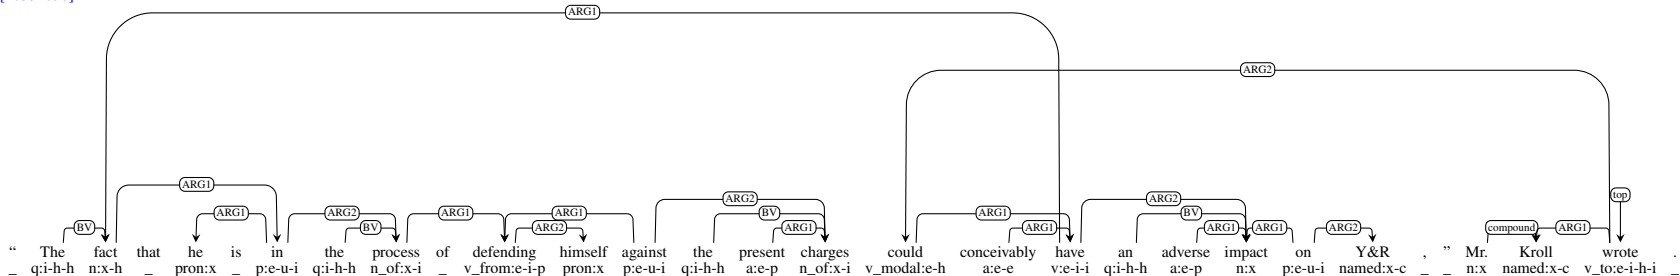 ARG1
ARG2
ARG1 top
ARG2 ARG2
ARG1 ARG2 ARG1 ARG1 BV ARG1 BV
BV BV ARG2 ARG1 ARG1 ARG1 ARG1 ARG2 compound ARG1
“ The fact that he is in the process of defending himself against the present charges could conceivably have an adverse impact on Y&R , ” Mr. Kroll wrote
_ q:i-h-h n:x-h _ pron:x _ p:e-u-i q:i-h-h n_of:x-i _ v_from:e-i-p pron:x p:e-u-i q:i-h-h a:e-p n_of:x-i v_modal:e-h a:e-e v:e-i-i q:i-h-h a:e-p n:x p:e-u-i named:x-c _ _ n:x named:x-c v_to:e-i-h-i